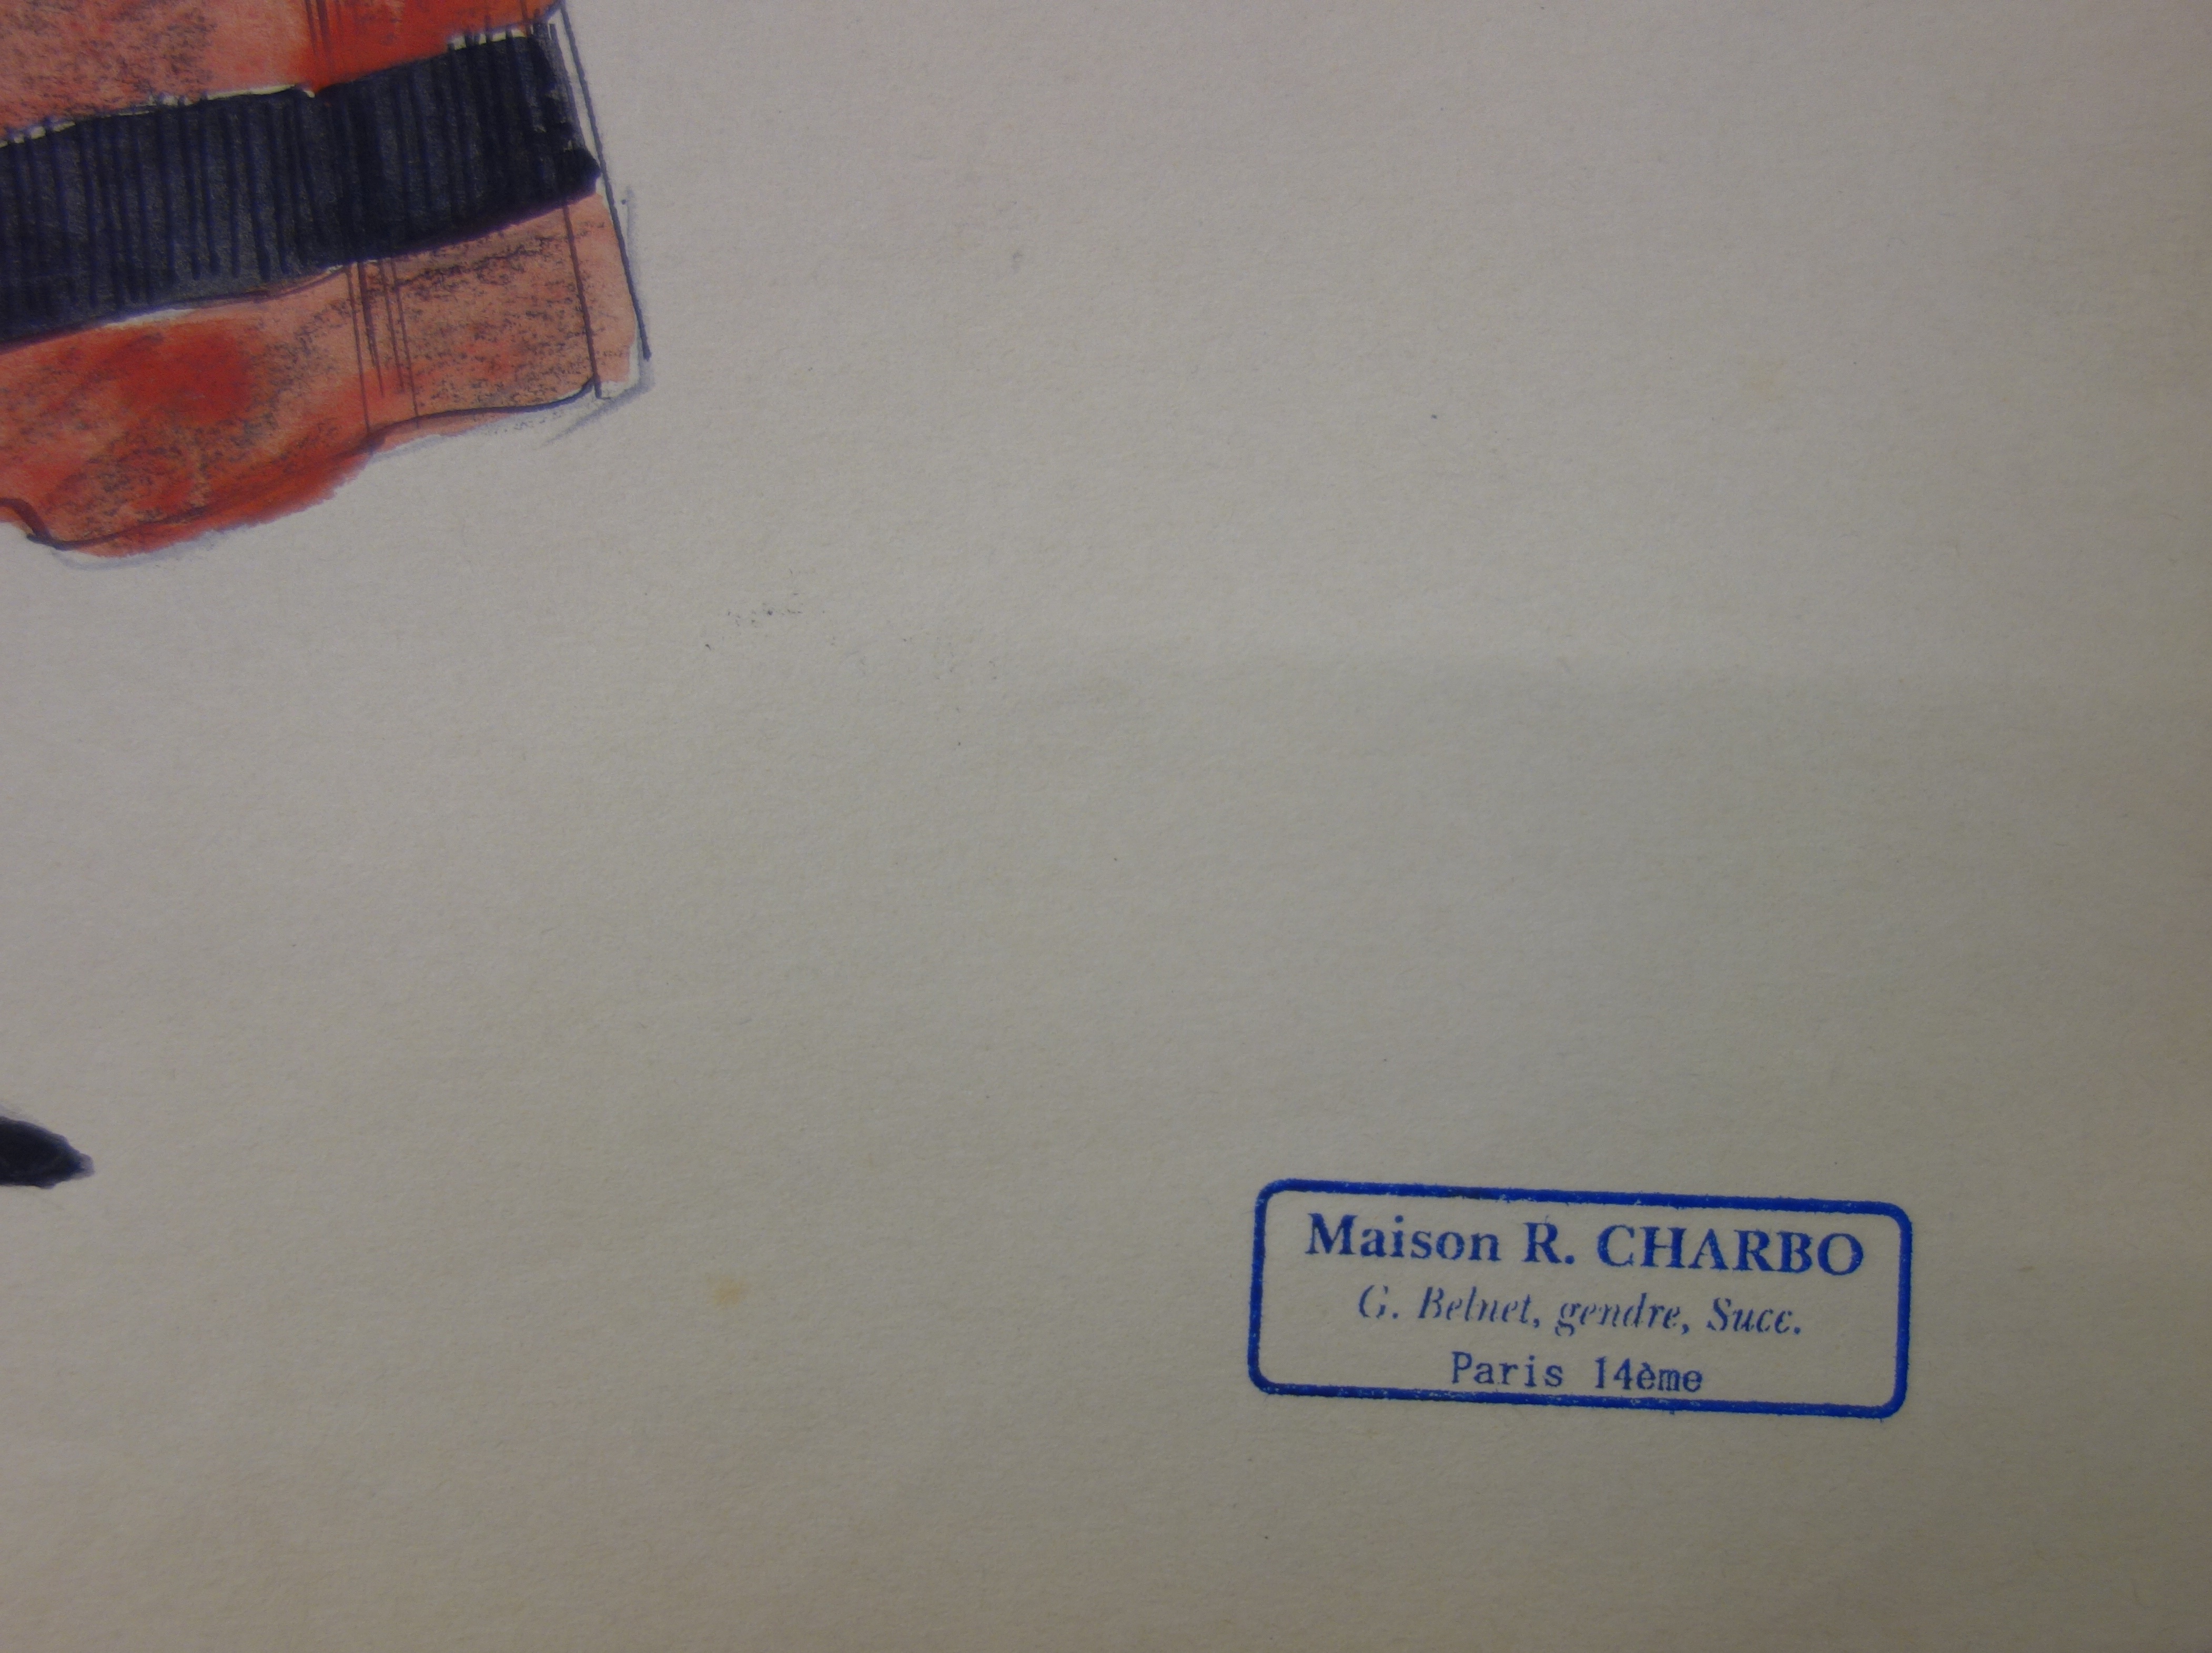 Maison R. CHARBO
G. Belnet, gendre, Succ.
Paris 14ème